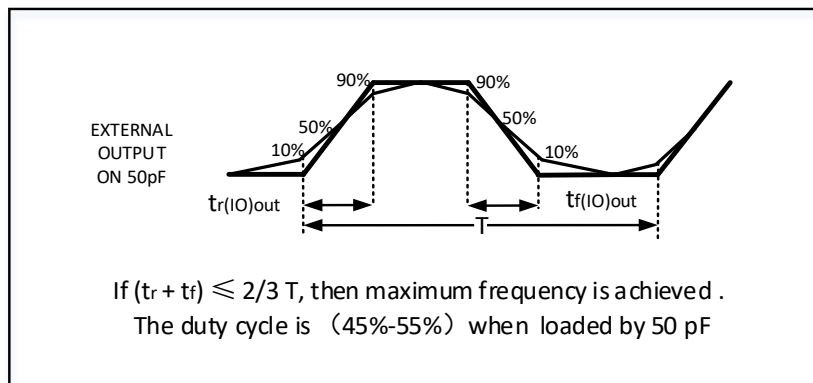 90%
90%
50%
50%
10%
10%
EXTERNAL
OUTPUT
ON 50pF
tr(IO)out
tf(IO)out
T
If (tr + tf) ≤ 2/3 T, then maximum frequency is achieved .
The duty cycle is （45%-55%）when loaded by 50 pF